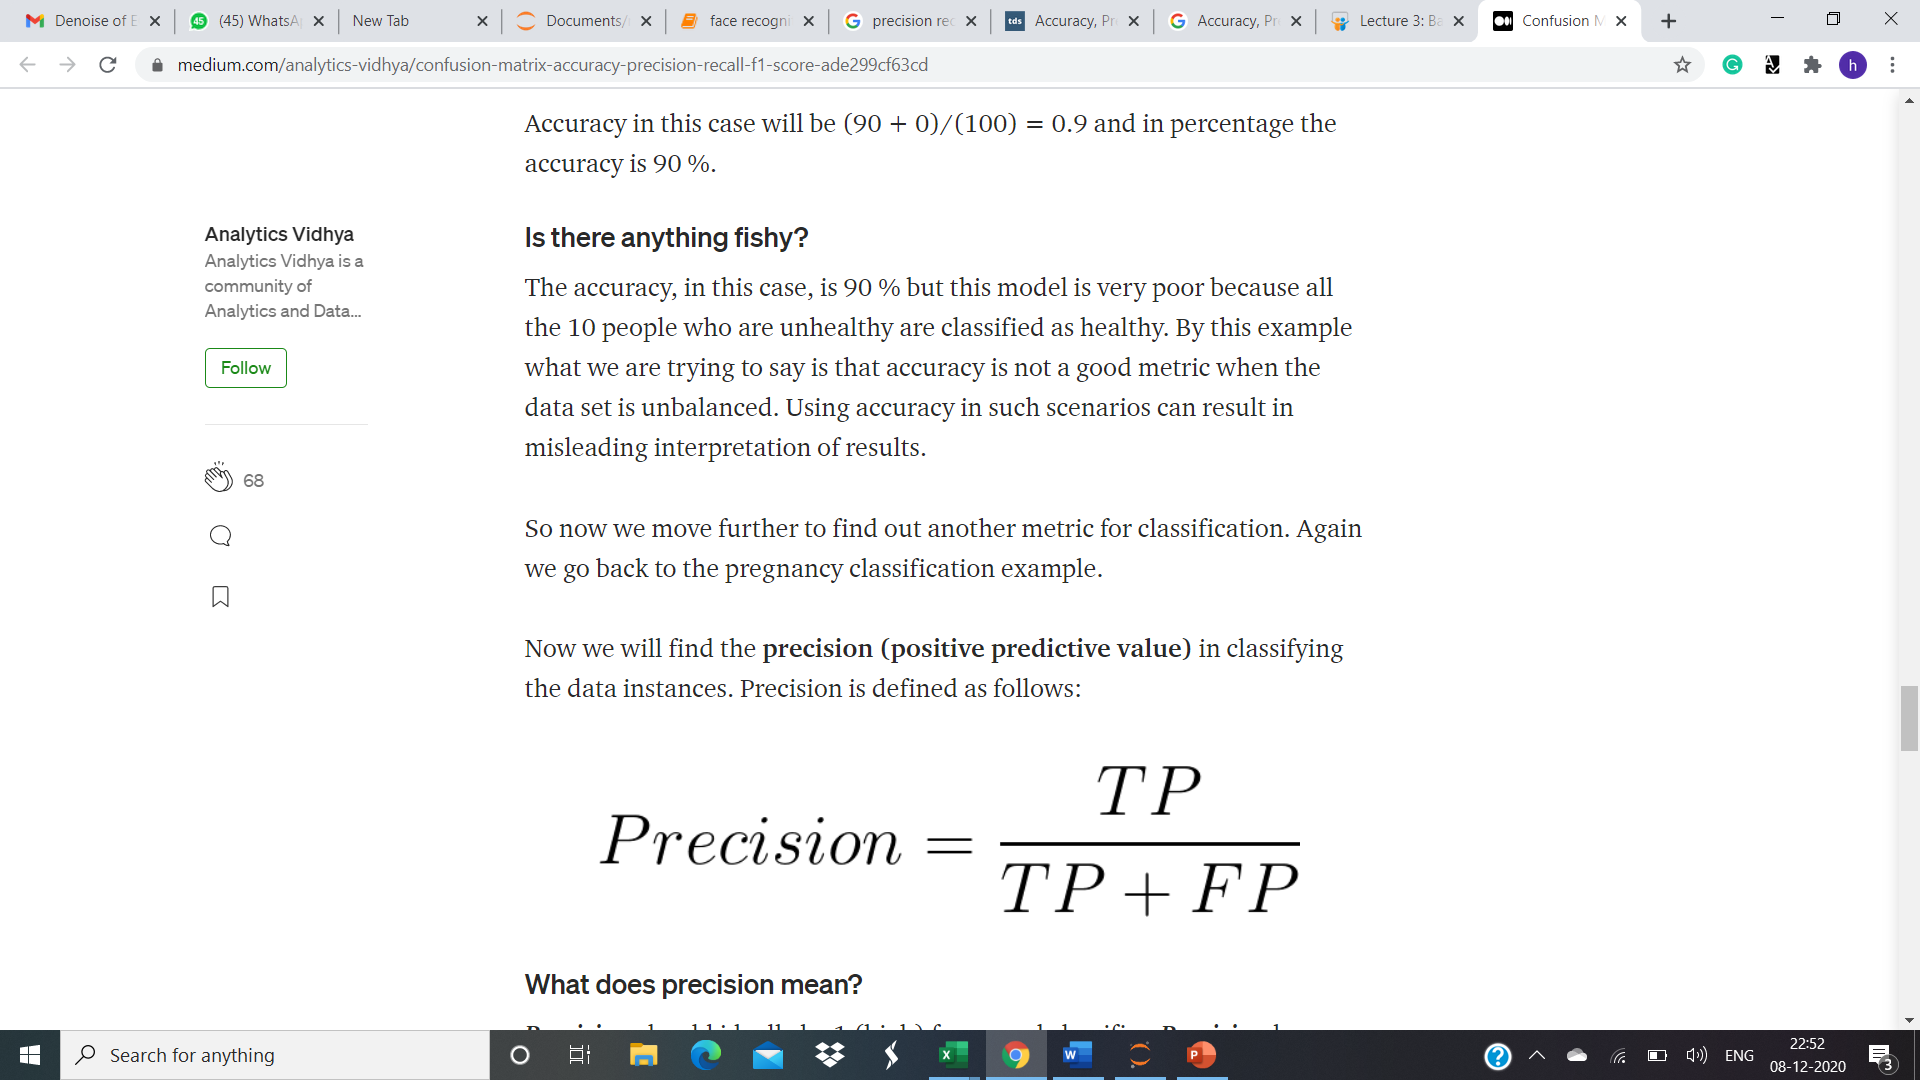 Denoise of E
(45) WhatsA
New Tab
Documents/
face recogni
precision rec
Accuracy, Pr
Accuracy, Pr
Lecture 3: Ba
Confusion M
medium.com/analytics-vidhya/confusion-matrix-accuracy-precision-recall-f1-score-ade299cf63cd
h
Accuracy in this case will be (90 + 0)/(100) = 0.9 and in percentage the
accuracy is 90 %.
Analytics Vidhya
Analytics Vidhya is a
community of
Analytics and Data...
Follow
68
Is there anything fishy?
The accuracy, in this case, is 90 % but this model is very poor because all
the 10 people who are unhealthy are classified as healthy. By this example
what we are trying to say is that accuracy is not a good metric when the
data set is unbalanced. Using accuracy in such scenarios can result in
misleading interpretation of results.
So now we move further to find out another metric for classification. Again
we go back to the pregnancy classification example.
Now we will find the precision (positive predictive value) in classifying
the data instances. Precision is defined as follows:
Precision = TP / TP + FP
What does precision mean?
Search for anything
ENG
22:52
08-12-2020
3